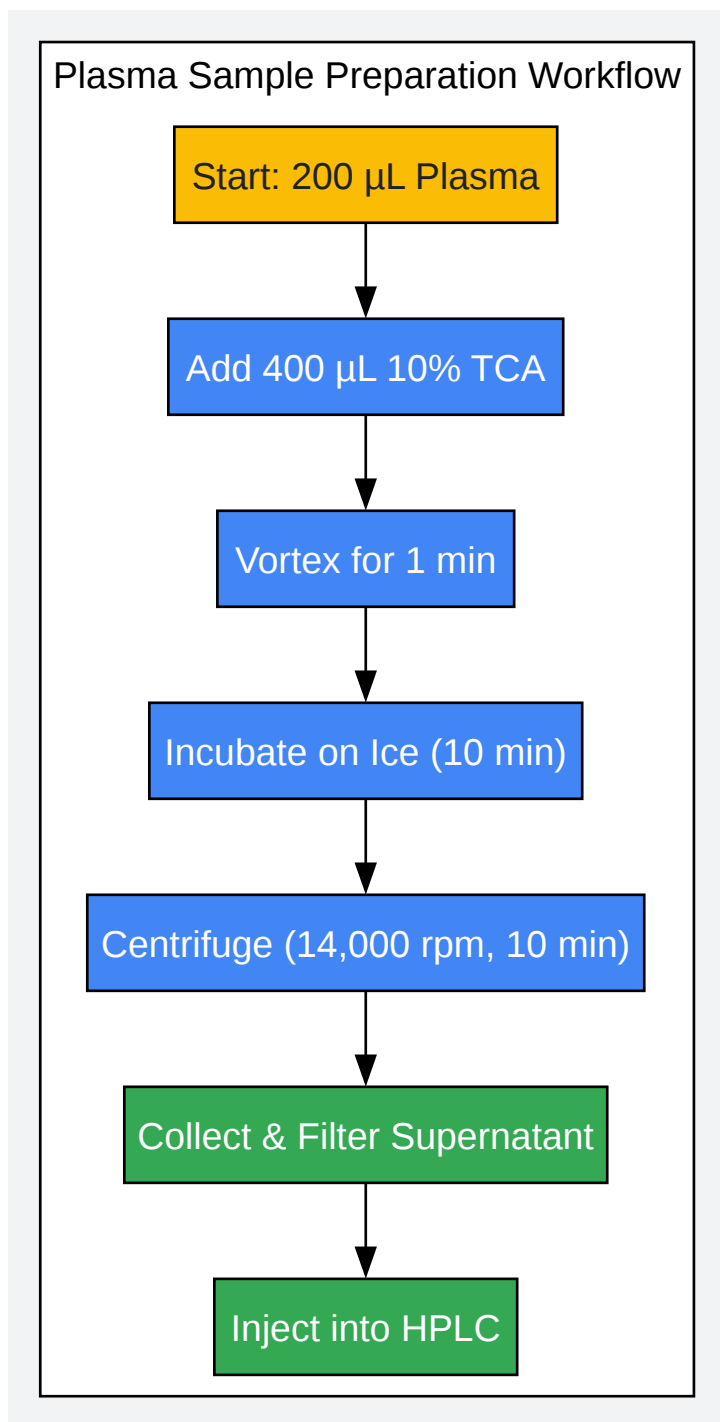 Plasma Sample Preparation Workflow
Start: 200 µL Plasma
Add 400 µL 10% TCA
Vortex for 1 min
Incubate on Ice (10 min)
Centrifuge (14,000 rpm, 10 min)
Collect & Filter Supernatant
Inject into HPLC